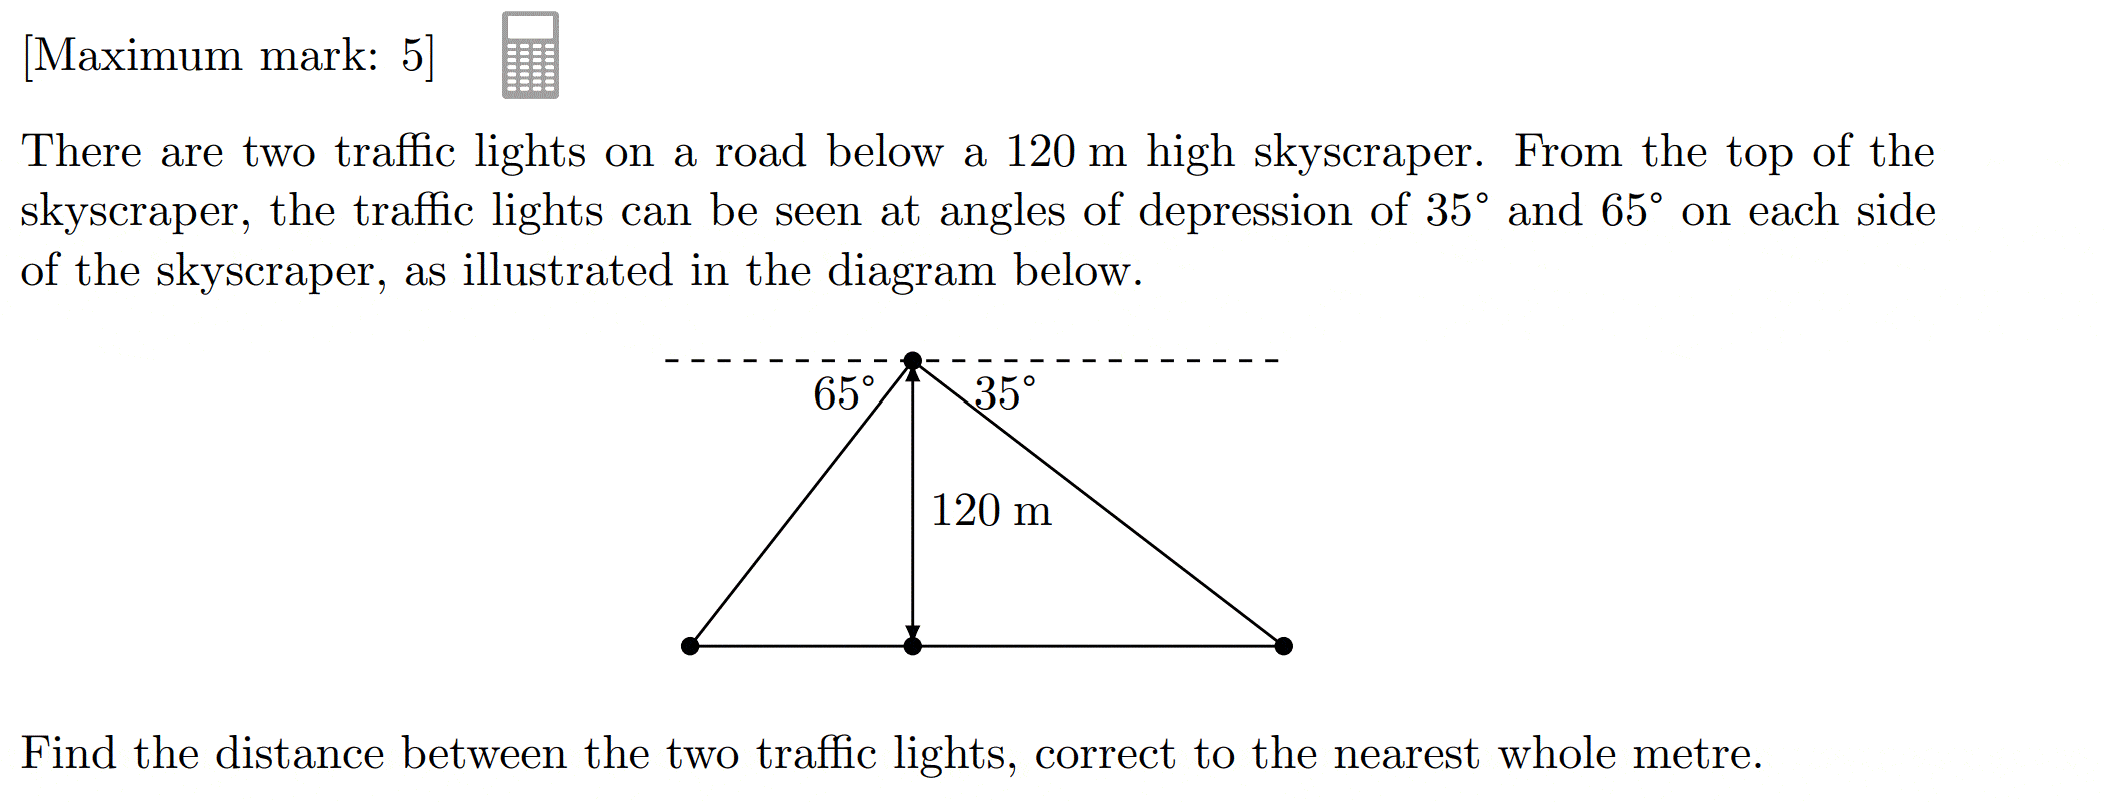 [Maximum mark: 5]
There are two traffic lights on a road below a 120 m high skyscraper. From the top of the
skyscraper, the traffic lights can be seen at angles of depression of 35° and 65° on each side
of the skyscraper, as illustrated in the diagram below.
65° 35°
120 m
Find the distance between the two traffic lights, correct to the nearest whole metre.